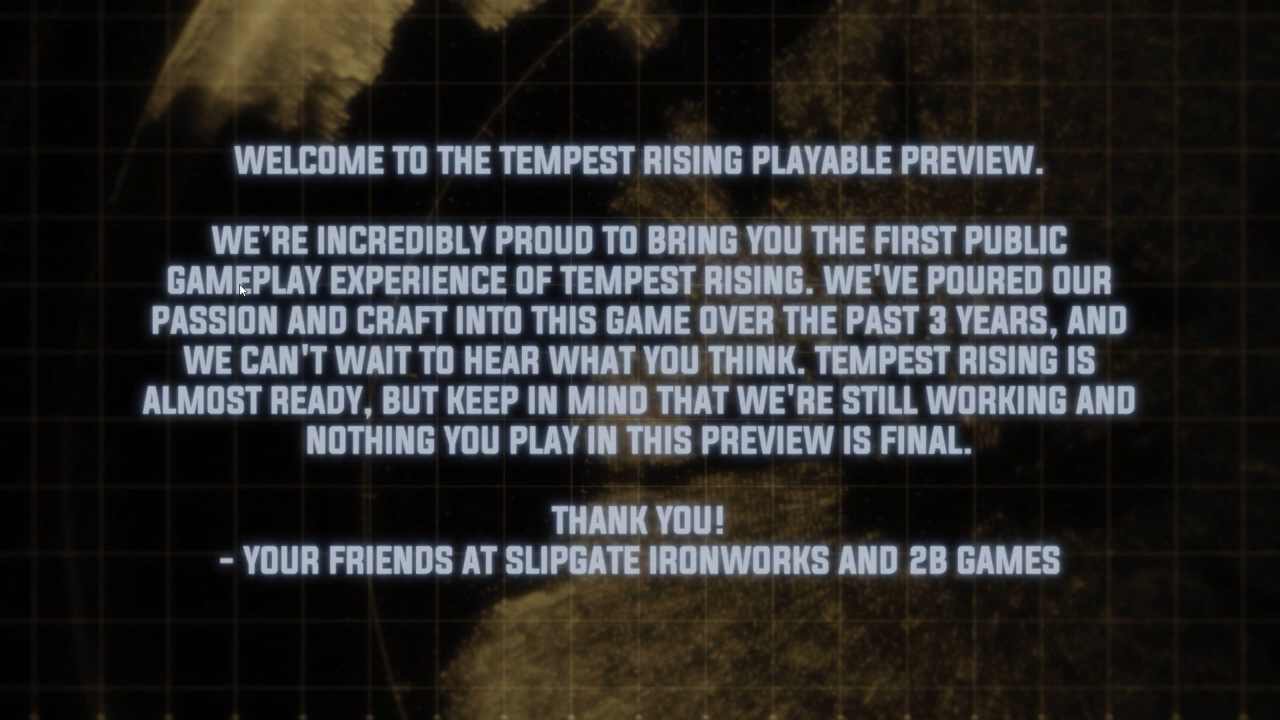 WELCOME TO THE TEMPEST RISING PLAYABLE PREVIEW.
WE'RE INCREDIBLY PROUD TO BRING YOU THE FIRST PUBLIC
GAMEPLAY EXPERIENCE OF TEMPEST RISING. WE'VE POURED OUR
PASSION AND CRAFT INTO THIS GAME OVER THE PAST 3 YEARS, AND
WE CAN'T WAIT TO HEAR WHAT YOU THINK. TEMPEST RISING IS
ALMOST READY, BUT KEEP IN MIND THAT WE'RE STILL WORKING AND
NOTHING YOU PLAY IN THIS PREVIEW IS FINAL.
THANK YOU!
- YOUR FRIENDS AT SLIPGATE IRONWORKS AND 2B GAMES